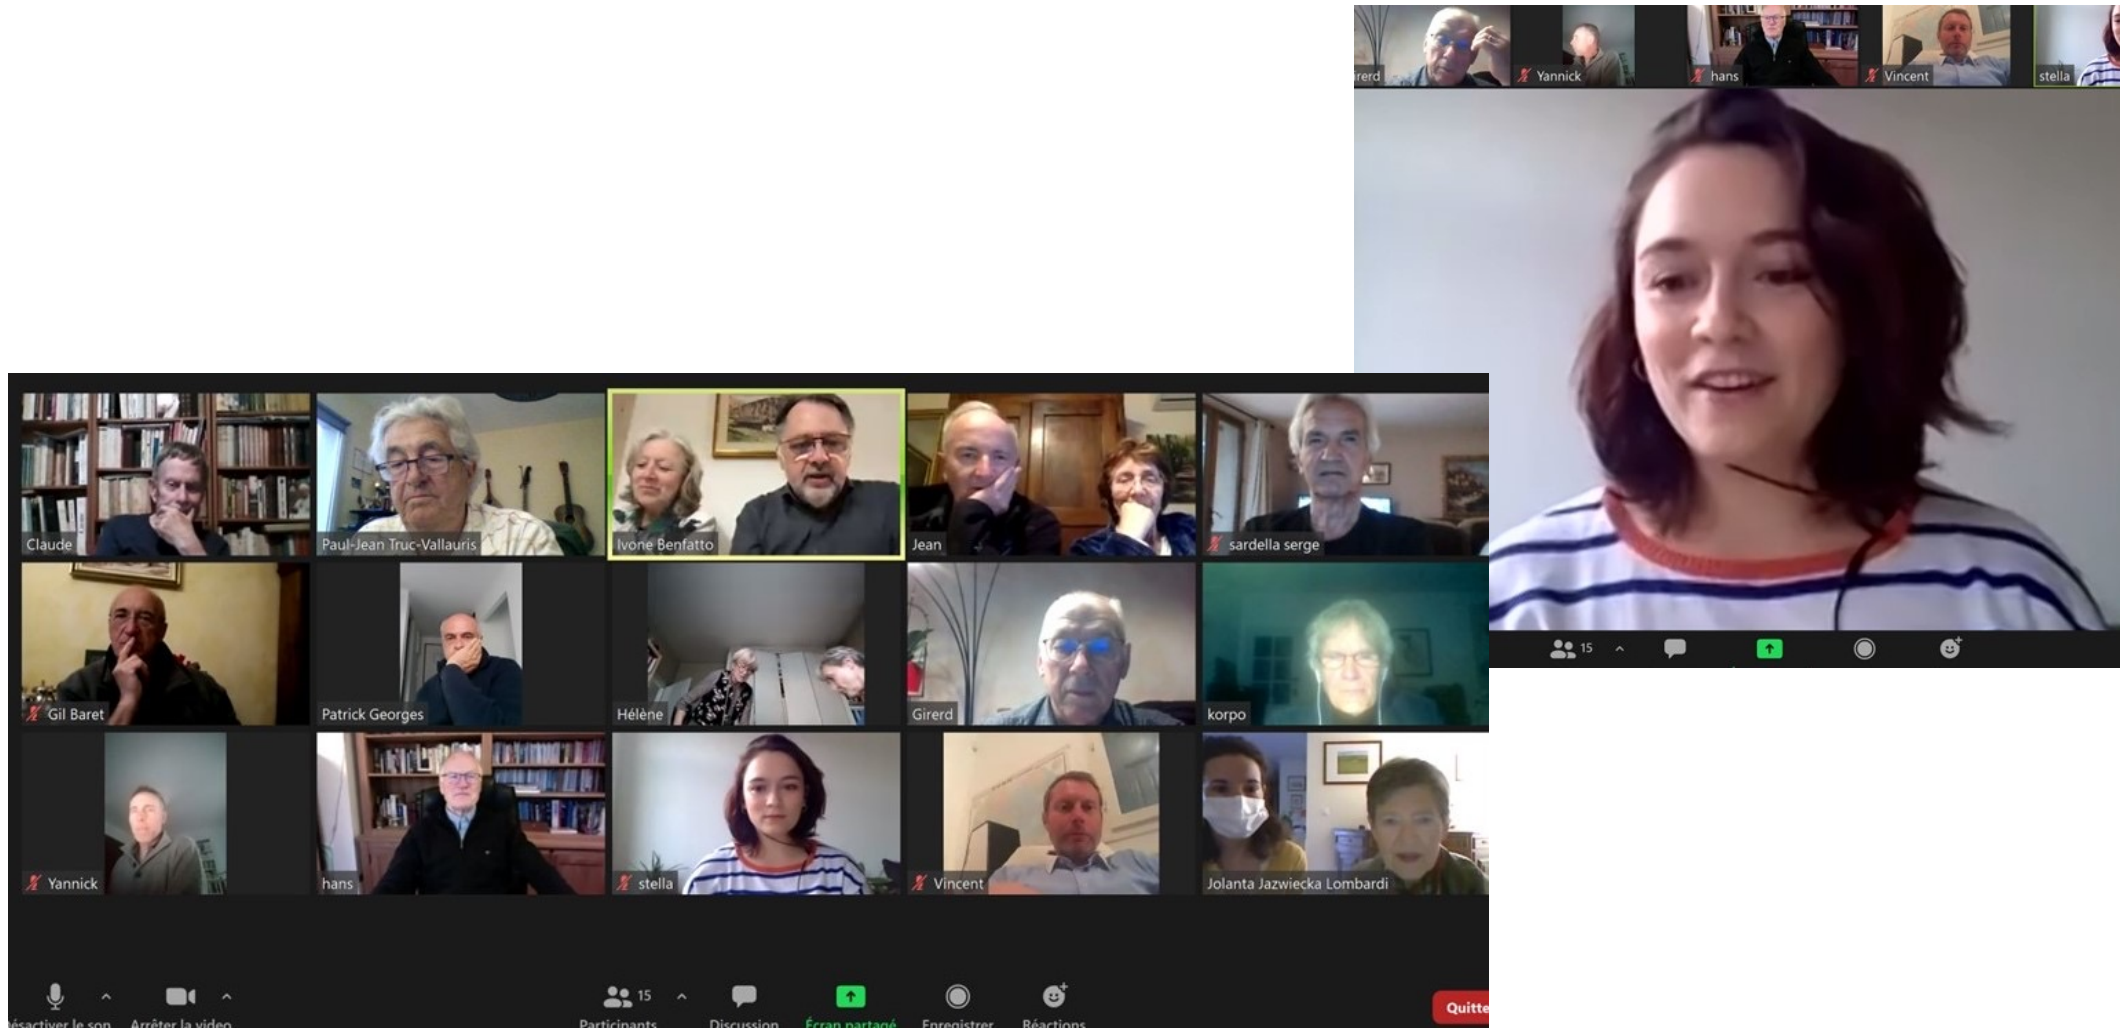 irerd
Yannick
hans
Vincent
stella
Claude
Paul-Jean Truc-Vallauris
Ivone Benfatto
Jean
sardella serge
Gil Baret
Patrick Georges
Hélène
Girerd
korpo
Yannick
hans
stella
Vincent
Jolanta Jazwiecka Lombardi
15
15
ésactiver le son
Arrêter la video
Participants
Discussion
Écran partagé
Enregistrer
Réactions
Quitte